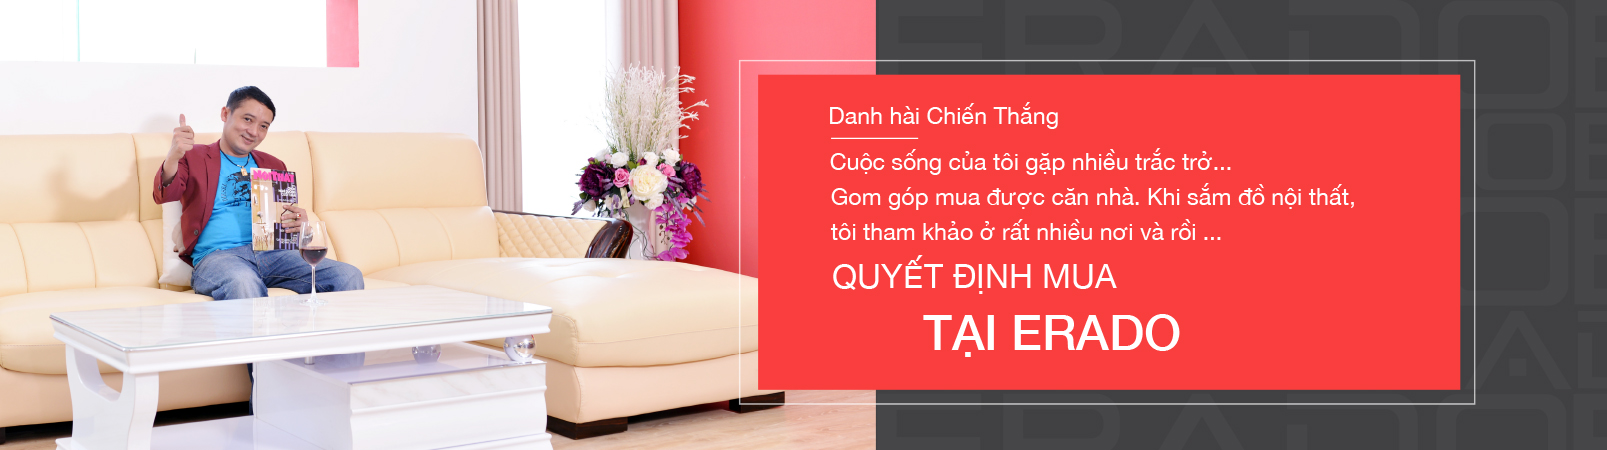 Danh hài Chiến Thắng
Cuộc sống của tôi gặp nhiều trắc trở...
Gom góp mua được căn nhà. Khi sắm đồ nội thất,
tôi tham khảo ở rất nhiều nơi và rồi ...
QUYẾT ĐỊNH MUA
TẠI ERADO